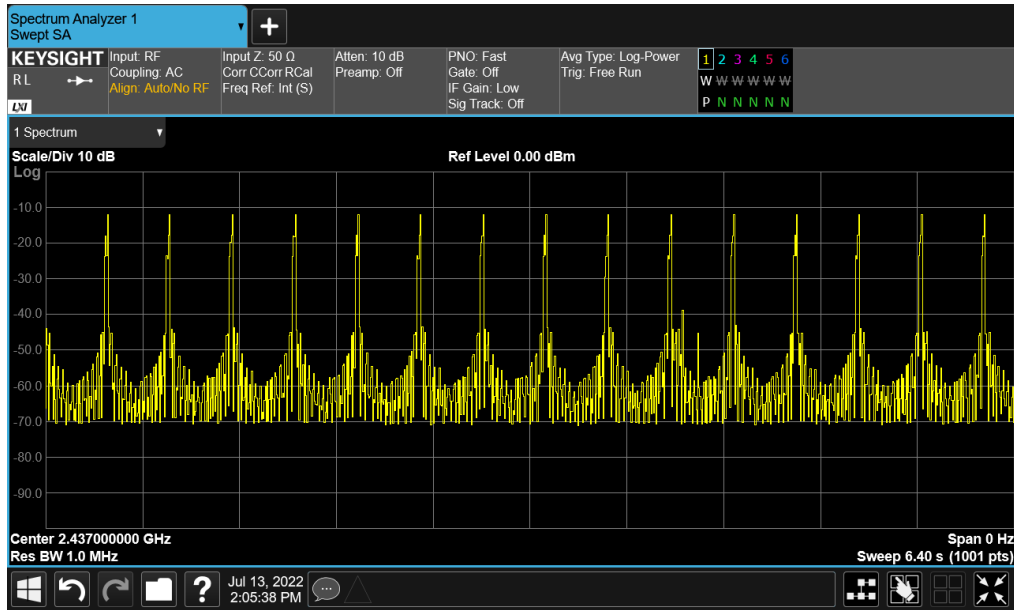 Spectrum Analyzer 1
Swept SA
+
KEYSIGHT Input: RF Input Z: 50 Ω Atten: 10 dB PNO: Fast Avg Type: Log-Power 1 2 3 4 5 6
R L Coupling: AC Corr CCorr RCal Preamp: Off Gate: Off Trig: Free Run W W W W W W
Align: Auto/No RF Freq Ref: Int (S) IF Gain: Low P N N N N N
LXI Sig Track: Off
1 Spectrum
Scale/Div 10 dB Ref Level 0.00 dBm
Log
-10.0
-20.0
-30.0
-40.0
-50.0
-60.0
-70.0
-80.0
-90.0
Center 2.437000000 GHz Span 0 Hz
Res BW 1.0 MHz Sweep 6.40 s (1001 pts)
? Jul 13, 2022
2:05:38 PM